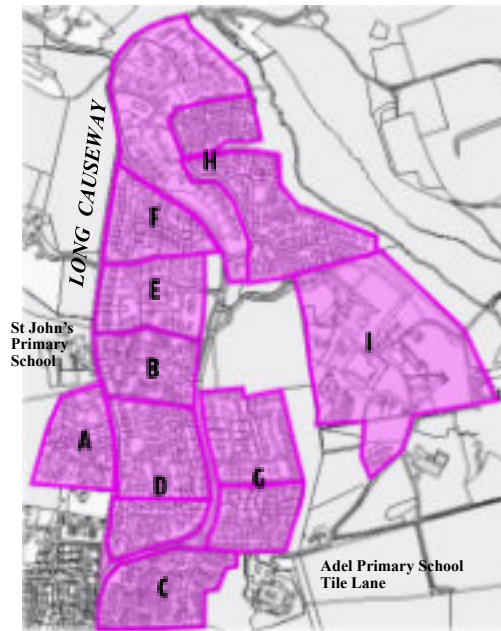 LONG CAUSEWAY
H
F
E
St John's
Primary
School
I
B
A
D
G
C
Adel Primary School
Tile Lane